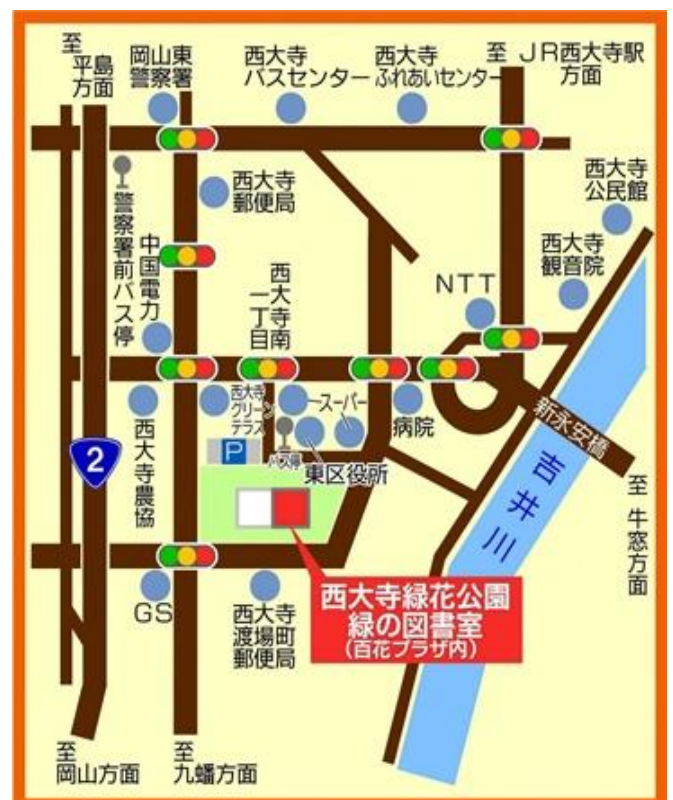 至
平島
方面
岡山東
警察署
西大寺
バスセンター
西大寺
ふれあいセンター
至 JR西大寺駅
方面
西大寺
郵便局
西大寺
公民館
警察署前バス停
中国電力
西大寺南
一丁目
NTT
西大寺
観音院
西大寺
グリーン
テラス
スーパー
病院
新永安橋
2
西大寺農協
P
バス停
東区役所
吉井川
至 牛窓方面
GS
西大寺
渡場町
郵便局
西大寺緑花公園
緑の図書室
(百花プラザ内)
至
岡山方面
至
九蟠方面